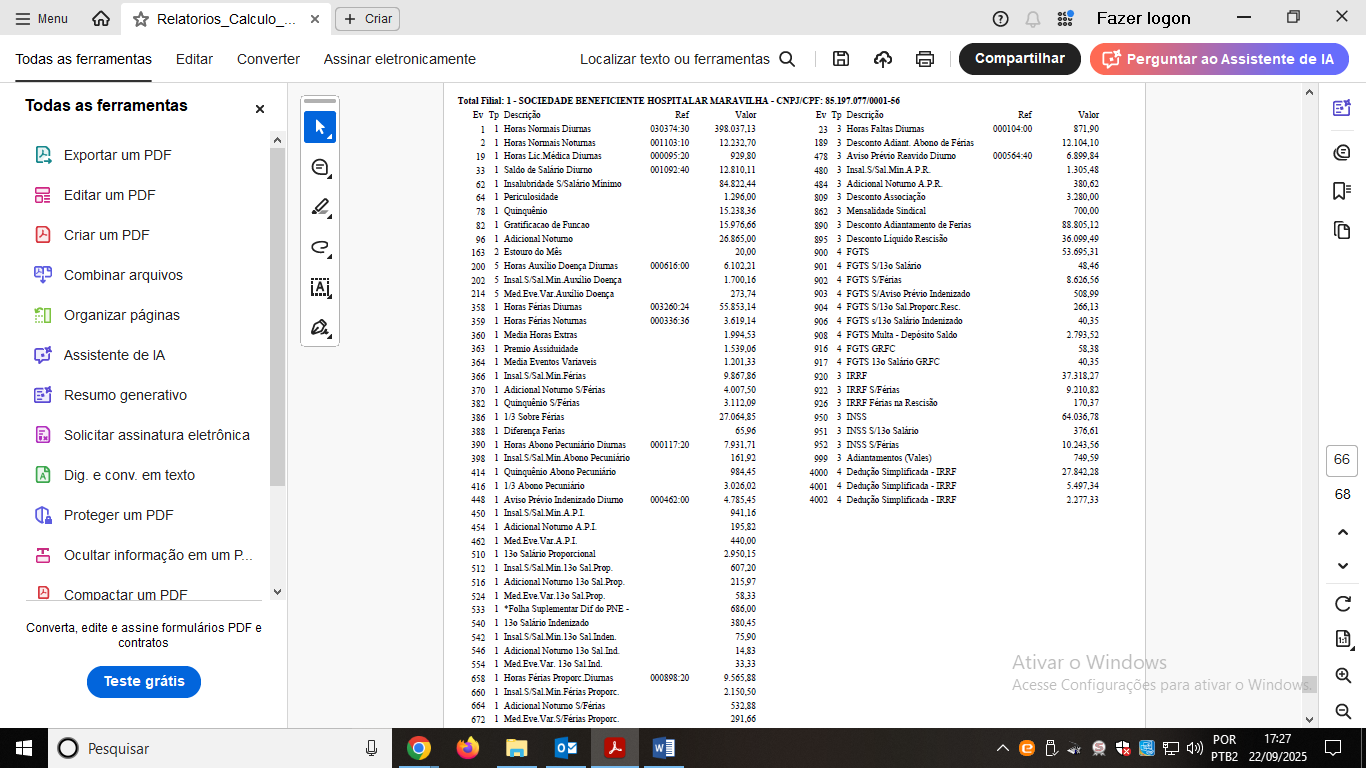 Menu
Relatorios_Calculo_...
Criar
Fazer logon
Todas as ferramentas
Editar
Converter
Assinar eletronicamente
Localizar texto ou ferramentas
Compartilhar
Perguntar ao Assistente de IA
Todas as ferramentas
Exportar um PDF
Editar um PDF
Criar um PDF
Combinar arquivos
Organizar páginas
Assistente de IA
Resumo generativo
Solicitar assinatura eletrônica
Dig. e conv. em texto
Proteger um PDF
Ocultar informação em um P...
Compactar um PDF
Converta, edite e assine formulários PDF e
contratos
Teste grátis
Total Filial: 1 - SOCIEDADE BENEFICIENTE HOSPITALAR MARAVILHA - CNPJ/CPF: 85.197.077/0001-56
Ev Tp Descrição Ref Valor
1 1 Horas Normais Diurnas 030374:30 398.037,13
2 1 Horas Normais Noturnas 001103:10 12.232,70
19 1 Horas Lic.Médica Diurnas 000095:20 929,80
33 1 Saldo de Salário Diurno 001092:40 12.810,11
62 1 Insalubridade S/Salário Mínimo 84.822,44
64 1 Periculosidade 1.296,00
78 1 Quinquênio 15.238,36
82 1 Gratificacao de Funcao 15.976,66
96 1 Adicional Noturno 26.865,00
163 2 Estouro do Mês 20,00
200 5 Horas Auxílio Doença Diurnas 000616:00 6.102,21
202 5 Insal.S/Sal.Min.Auxílio Doença 1.700,16
214 5 Med.Eve.Var.Auxílio Doença 273,74
358 1 Horas Férias Diurnas 003260:24 55.853,14
359 1 Horas Férias Noturnas 000336:36 3.619,14
360 1 Media Horas Extras 1.994,53
363 1 Premio Assiduidade 1.539,06
364 1 Media Eventos Variaveis 1.201,33
366 1 Insal.S/Sal.Min.Férias 9.867,86
370 1 Adicional Noturno S/Férias 4.007,50
382 1 Quinquênio S/Férias 3.112,09
386 1 1/3 Sobre Férias 27.064,85
388 1 Diferença Ferias 65,96
390 1 Horas Abono Pecuniário Diurnas 000117:20 7.931,71
398 1 Insal.S/Sal.Min.Abono Pecuniário 161,92
414 1 Quinquênio Abono Pecuniário 984,45
416 1 1/3 Abono Pecuniário 3.026,02
448 1 Aviso Prévio Indenizado Diurno 000462:00 4.785,45
450 1 Insal.S/Sal.Min.A.P.I. 941,16
454 1 Adicional Noturno A.P.I. 195,82
462 1 Med.Eve.Var.A.P.I. 440,00
510 1 13o Salário Proporcional 2.950,15
512 1 Insal.S/Sal.Min.13o Sal.Prop. 607,20
516 1 Adicional Noturno 13o Sal.Prop. 215,97
524 1 Med.Eve.Var.13o Sal.Prop. 58,33
533 1 *Folha Suplementar Dif do PNE - 686,00
540 1 13o Salário Indenizado 380,45
542 1 Insal.S/Sal.Min.13o Sal.Inden. 75,90
546 1 Adicional Noturno 13o Sal.Ind. 14,83
554 1 Med.Eve.Var. 13o Sal.Ind. 33,33
658 1 Horas Férias Proporc.Diurnas 000898:20 9.565,88
660 1 Insal.S/Sal.Min.Férias Proporc. 2.150,50
664 1 Adicional Noturno S/Férias 532,88
672 1 Med.Eve.Var.S/Férias Proporc. 291,66
Ev Tp Descrição Ref Valor
23 3 Horas Faltas Diurnas 000104:00 871,90
189 3 Desconto Adiant. Abono de Férias 12.104,10
478 3 Aviso Prévio Reavido Diurno 000564:40 6.899,84
480 3 Insal.S/Sal.Min.A.P.R. 1.305,48
484 3 Adicional Noturno A.P.R. 380,62
809 3 Desconto Associação 3.280,00
862 3 Mensalidade Sindical 700,00
890 3 Desconto Adiantamento de Ferias 88.805,12
895 3 Desconto Líquido Rescisão 36.099,49
900 4 FGTS 53.695,31
901 4 FGTS S/13o Salário 48,46
902 4 FGTS S/Férias 8.626,56
903 4 FGTS S/Aviso Prévio Indenizado 508,99
904 4 FGTS S/13o Sal.Proporc.Resc. 266,13
906 4 FGTS s/13o Salário Indenizado 40,35
908 4 FGTS Multa - Depósito Saldo 2.793,52
916 4 FGTS GRFC 58,38
917 4 FGTS 13o Salário GRFC 40,35
920 3 IRRF 37.318,27
922 3 IRRF S/Férias 9.210,82
926 3 IRRF Férias na Rescisão 170,37
950 3 INSS 64.036,78
951 3 INSS S/13o Salário 376,61
952 3 INSS S/Férias 10.243,56
999 3 Adiantamentos (Vales) 749,59
4000 4 Dedução Simplificada - IRRF 27.842,28
4001 4 Dedução Simplificada - IRRF 5.497,34
4002 4 Dedução Simplificada - IRRF 2.277,33
66
68
1:1
Ativar o Windows
Acesse Configurações para ativar o Windows.
Pesquisar
POR
PTB2
17:27
22/09/2025